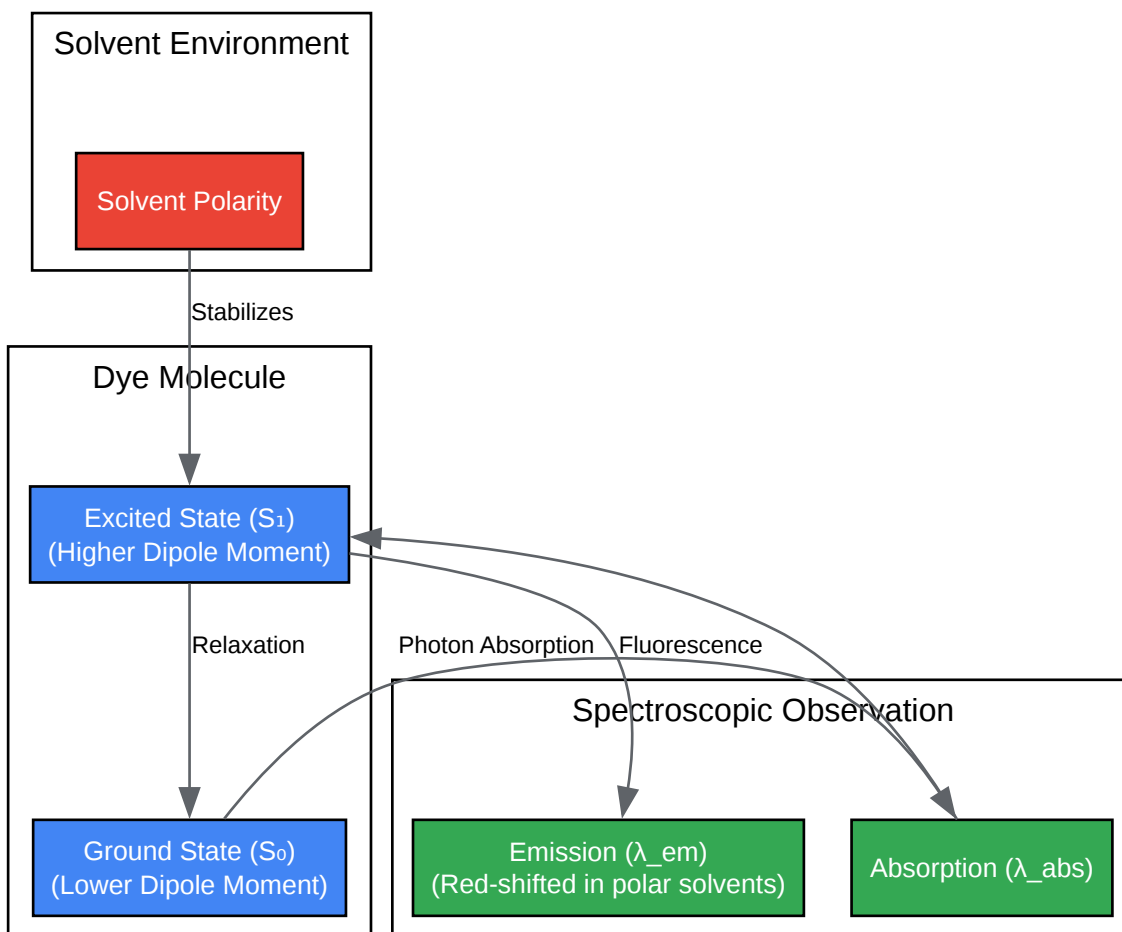 Solvent Environment
Solvent Polarity
Stabilizes
Dye Molecule
Excited State (S₁)
(Higher Dipole Moment)
Relaxation
Photon Absorption
Fluorescence
Spectroscopic Observation
Ground State (S₀)
(Lower Dipole Moment)
Emission (λ_em)
(Red-shifted in polar solvents)
Absorption (λ_abs)